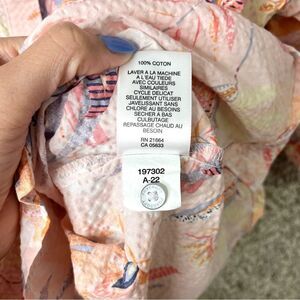 100% COTON
LAVER A LA MACHINE
A L'EAU TIEDE
AVEC COULEURS
SIMILAIRES
CYCLE DELICAT
SEULEMENT UTILISER
JAVELISSANT SANS
CHLORE AU BESOIN
SECHER A BAS
CULBUTAGE
REPASSAGE CHAUD AU
BESOIN
RN 21664
CA 05633
197302
A-22